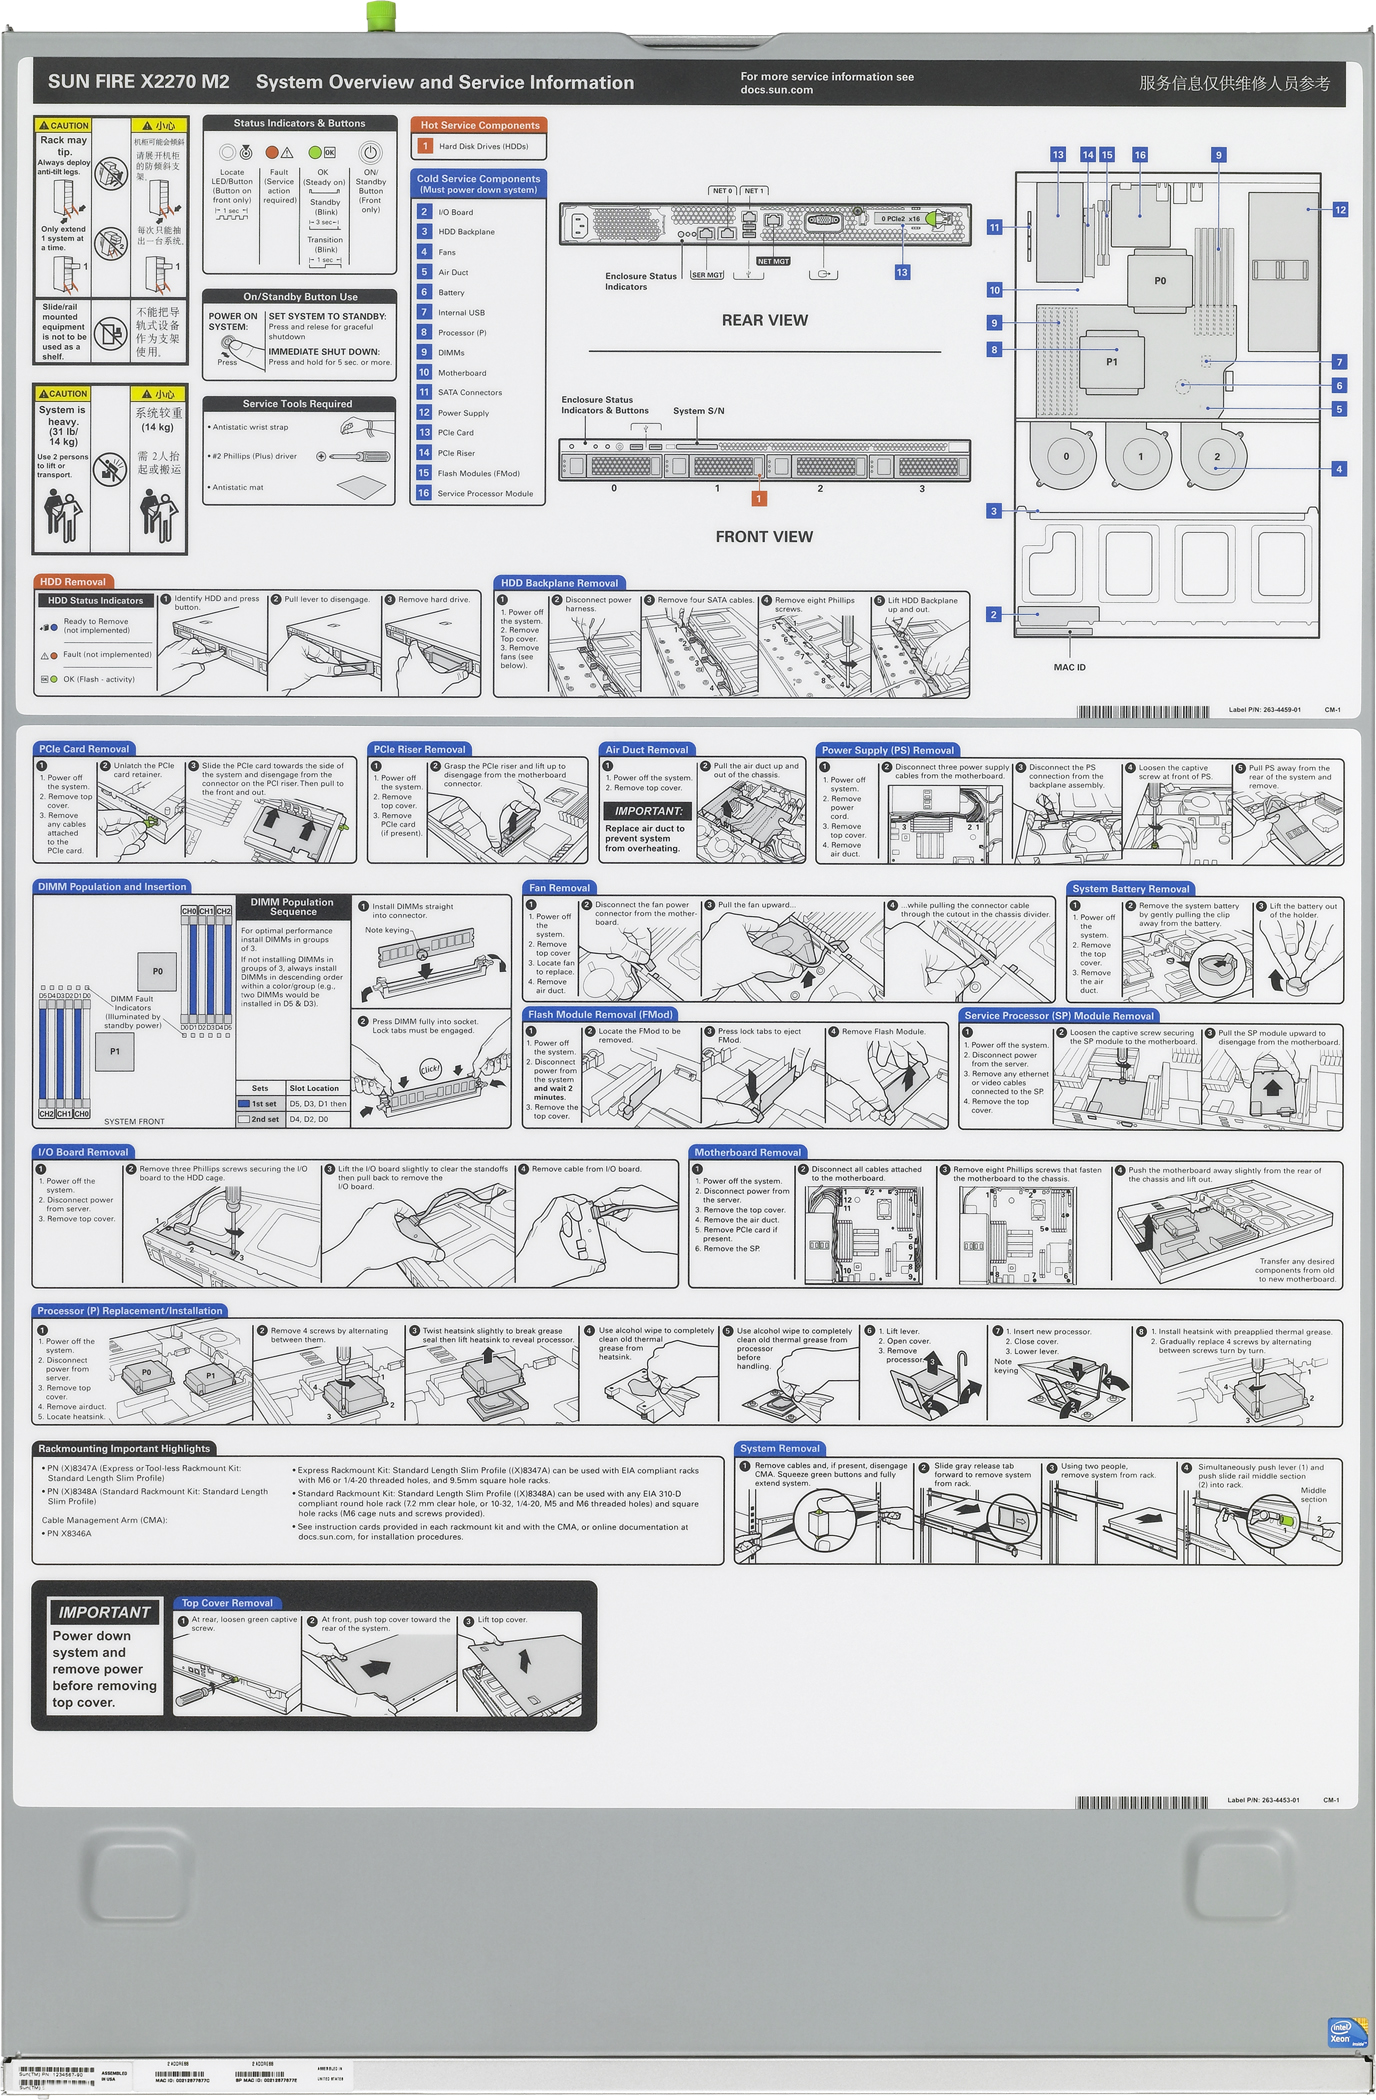 SUN FIRE X2270 M2 System Overview and Service Information
For more service information see
docs.sun.com
服务信息仅供维修人员参考
CAUTION
小心
Rack may
tip.
Always deploy
anti-tilt legs.
机柜可能会倾斜
请展开机柜
的防倾斜支
架。
Only extend
1 system at
a time.
每次只能抽
出一台系统。
1
1
Slide/rail
mounted
equipment
is not to be
used as a
shelf.
不能把导
轨式设备
作为支架
使用。
CAUTION
小心
System is
heavy.
(31 lb/
14 kg)
系统较重
(14 kg)
Use 2 persons
to lift or
transport.
需 2人抬
起或搬运
Status Indicators & Buttons
OK
Locate
LED/Button
(Button on
front only)
1 sec
Fault
(Service
action
required)
OK
(Steady on)
Standby
(Blink)
3 sec
Transition
(Blink)
1 sec
ON/
Standby
Button
(Front
only)
On/Standby Button Use
POWER ON
SYSTEM:
Press
SET SYSTEM TO STANDBY:
Press and relese for graceful
shutdown
IMMEDIATE SHUT DOWN:
Press and hold for 5 sec. or more.
Service Tools Required
• Antistatic wrist strap
• #2 Phillips (Plus) driver
• Antistatic mat
Hot Service Components
1 Hard Disk Drives (HDDs)
Cold Service Components
(Must power down system)
2 I/O Board
3 HDD Backplane
4 Fans
5 Air Duct
6 Battery
7 Internal USB
8 Processor (P)
9 DIMMs
10 Motherboard
11 SATA Connectors
12 Power Supply
13 PCIe Card
14 PCIe Riser
15 Flash Modules (FMod)
16 Service Processor Module
NET 0 NET 1
0 PCIe2 x16
Enclosure Status
Indicators
SER MGT
NET MGT
13
REAR VIEW
Enclosure Status
Indicators & Buttons
System S/N
0 1 2 3
1
FRONT VIEW
13 14 15 16 9
12
11
10
P0
9
8
P1
7
6
5
0 1 2
4
3
2
MAC ID
HDD Removal
HDD Status Indicators
Ready to Remove
(not implemented)
Fault (not implemented)
OK (Flash - activity)
1 Identify HDD and press
button.
2 Pull lever to disengage.
3 Remove hard drive.
HDD Backplane Removal
1
1. Power off
the system.
2. Remove
Top cover.
3. Remove
fans (see
below).
2 Disconnect power
harness.
3 Remove four SATA cables.
4 Remove eight Phillips
screws.
5 Lift HDD Backplane
up and out.
Label P/N: 263-4459-01 CM-1
PCIe Card Removal
1
1. Power off
the system.
2. Remove top
cover.
3. Remove
any cables
attached
to the
PCIe card.
2 Unlatch the PCIe
card retainer.
3 Slide the PCIe card towards the side of
the system and disengage from the
connector on the PCI riser. Then pull to
the front and out.
PCIe Riser Removal
1
1. Power off
the system.
2. Remove
top cover.
3. Remove
PCIe card
(if present).
2 Grasp the PCIe riser and lift up to
disengage from the motherboard
connector.
Air Duct Removal
1
1. Power off the system.
2. Remove top cover.
IMPORTANT:
Replace air duct to
prevent system
from overheating.
2 Pull the air duct up and
out of the chassis.
Power Supply (PS) Removal
1
1. Power off
system.
2. Remove
power
cord.
3. Remove
top cover.
4. Remove
air duct.
2 Disconnect three power supply
cables from the motherboard.
3 2 1
3 Disconnect the PS
connection from the
backplane assembly.
4 Loosen the captive
screw at front of PS.
5 Pull PS away from the
rear of the system and
remove.
DIMM Population and Insertion
CH0 CH1 CH2
P0
D5 D4 D3 D2 D1 D0
DIMM Fault
Indicators
(Illuminated by
standby power)
D0 D1 D2 D3 D4 D5
P1
CH2 CH1 CH0
SYSTEM FRONT
DIMM Population
Sequence
For optimal performance
install DIMMs in groups
of 3.
If not installing DIMMs in
groups of 3, always install
DIMMs in descending order
within a color/group (e.g.,
two DIMMs would be
installed in D5 & D3).
Sets Slot Location
1st set D5, D3, D1 then
2nd set D4, D2, D0
1 Install DIMMs straight
into connector.
Note keying
2 Press DIMM fully into socket.
Lock tabs must be engaged.
Click!
Fan Removal
1
1. Power off
the
system.
2. Remove
top cover
3. Locate fan
to replace.
4. Remove
air duct.
2 Disconnect the fan power
connector from the mother-
board.
3 Pull the fan upward...
4 ...while pulling the connector cable
through the cutout in the chassis divider.
System Battery Removal
1
1. Power off
the
system.
2. Remove
the top
cover.
3. Remove
the air
duct.
2 Remove the system battery
by gently pulling the clip
away from the battery.
3 Lift the battery out
of the holder.
Flash Module Removal (FMod)
1
1. Power off
the system.
2. Disconnect
power from
the system
and wait 2
minutes.
3. Remove the
top cover.
2 Locate the FMod to be
removed.
3 Press lock tabs to eject
FMod.
4 Remove Flash Module.
Service Processor (SP) Module Removal
1
1. Power off the system.
2. Disconnect power
from the server.
3. Remove any ethernet
or video cables
connected to the SP.
4. Remove the top
cover.
2 Loosen the captive screw securing
the SP module to the motherboard.
3 Pull the SP module upward to
disengage from the motherboard.
I/O Board Removal
1
1. Power off the
system.
2. Disconnect power
from server.
3. Remove top cover.
2 Remove three Phillips screws securing the I/O
board to the HDD cage.
1
2
3
3 Lift the I/O board slightly to clear the standoffs
then pull back to remove the
I/O board.
4 Remove cable from I/O board.
Motherboard Removal
1
1. Power off the system.
2. Disconnect power from
the server.
3. Remove the top cover.
4. Remove the air duct.
5. Remove PCIe card if
present.
6. Remove the SP.
2 Disconnect all cables attached
to the motherboard.
3 Remove eight Phillips screws that fasten
the motherboard to the chassis.
4 Push the motherboard away slightly from the rear of
the chassis and lift out.
Transfer any desired
components from old
to new motherboard.
Processor (P) Replacement/Installation
1
1. Power off the
system.
2. Disconnect
power from
server.
3. Remove top
cover.
4. Remove airduct.
5. Locate heatsink.
P0 P1
2 Remove 4 screws by alternating
between them.
4 1
3 2
3 Twist heatsink slightly to break grease
seal then lift heatsink to reveal processor.
4 Use alcohol wipe to completely
clean old thermal
grease from
heatsink.
5 Use alcohol wipe to completely
clean old thermal grease from
processor
before
handling.
6 1. Lift lever.
2. Open cover.
3. Remove
processor.
7 1. Insert new processor.
2. Close cover.
3. Lower lever.
Note
keying
8 1. Install heatsink with preapplied thermal grease.
2. Gradually replace 4 screws by alternating
between screws turn by turn.
4 1
3 2
Rackmounting Important Highlights
• PN (X)8347A (Express or Tool-less Rackmount Kit:
Standard Length Slim Profile)
• PN (X)8348A (Standard Rackmount Kit: Standard Length
Slim Profile)
Cable Management Arm (CMA):
• PN X8346A
• Express Rackmount Kit: Standard Length Slim Profile ((X)8347A) can be used with EIA compliant racks
with M6 or 1/4-20 threaded holes, and 9.5mm square hole racks.
• Standard Rackmount Kit: Standard Length Slim Profile ((X)8348A) can be used with any EIA 310-D
compliant round hole rack (7.2 mm clear hole, or 10-32, 1/4-20, M5 and M6 threaded holes) and square
hole racks (M6 cage nuts and screws provided).
• See instruction cards provided in each rackmount kit and with the CMA, or online documentation at
docs.sun.com, for installation procedures.
System Removal
1 Remove cables and, if present, disengage
CMA. Squeeze green buttons and fully
extend system.
2 Slide gray release tab
forward to remove system
from rack.
3 Using two people,
remove system from rack.
4 Simultaneously push lever (1) and
push slide rail middle section
(2) into rack.
Middle
section
1 2
IMPORTANT
Power down
system and
remove power
before removing
top cover.
Top Cover Removal
1 At rear, loosen green captive
screw.
2 At front, push top cover toward the
rear of the system.
3 Lift top cover.
Label P/N: 263-4453-01 CM-1
intel
Xeon
inside
Sun(TM) PN: 1234567-90
Sun(TM)
ASSEMBLED
IN USA
2 ADDRESS
2 ADDRESS
ASSEMBLED IN
UNITED STATES